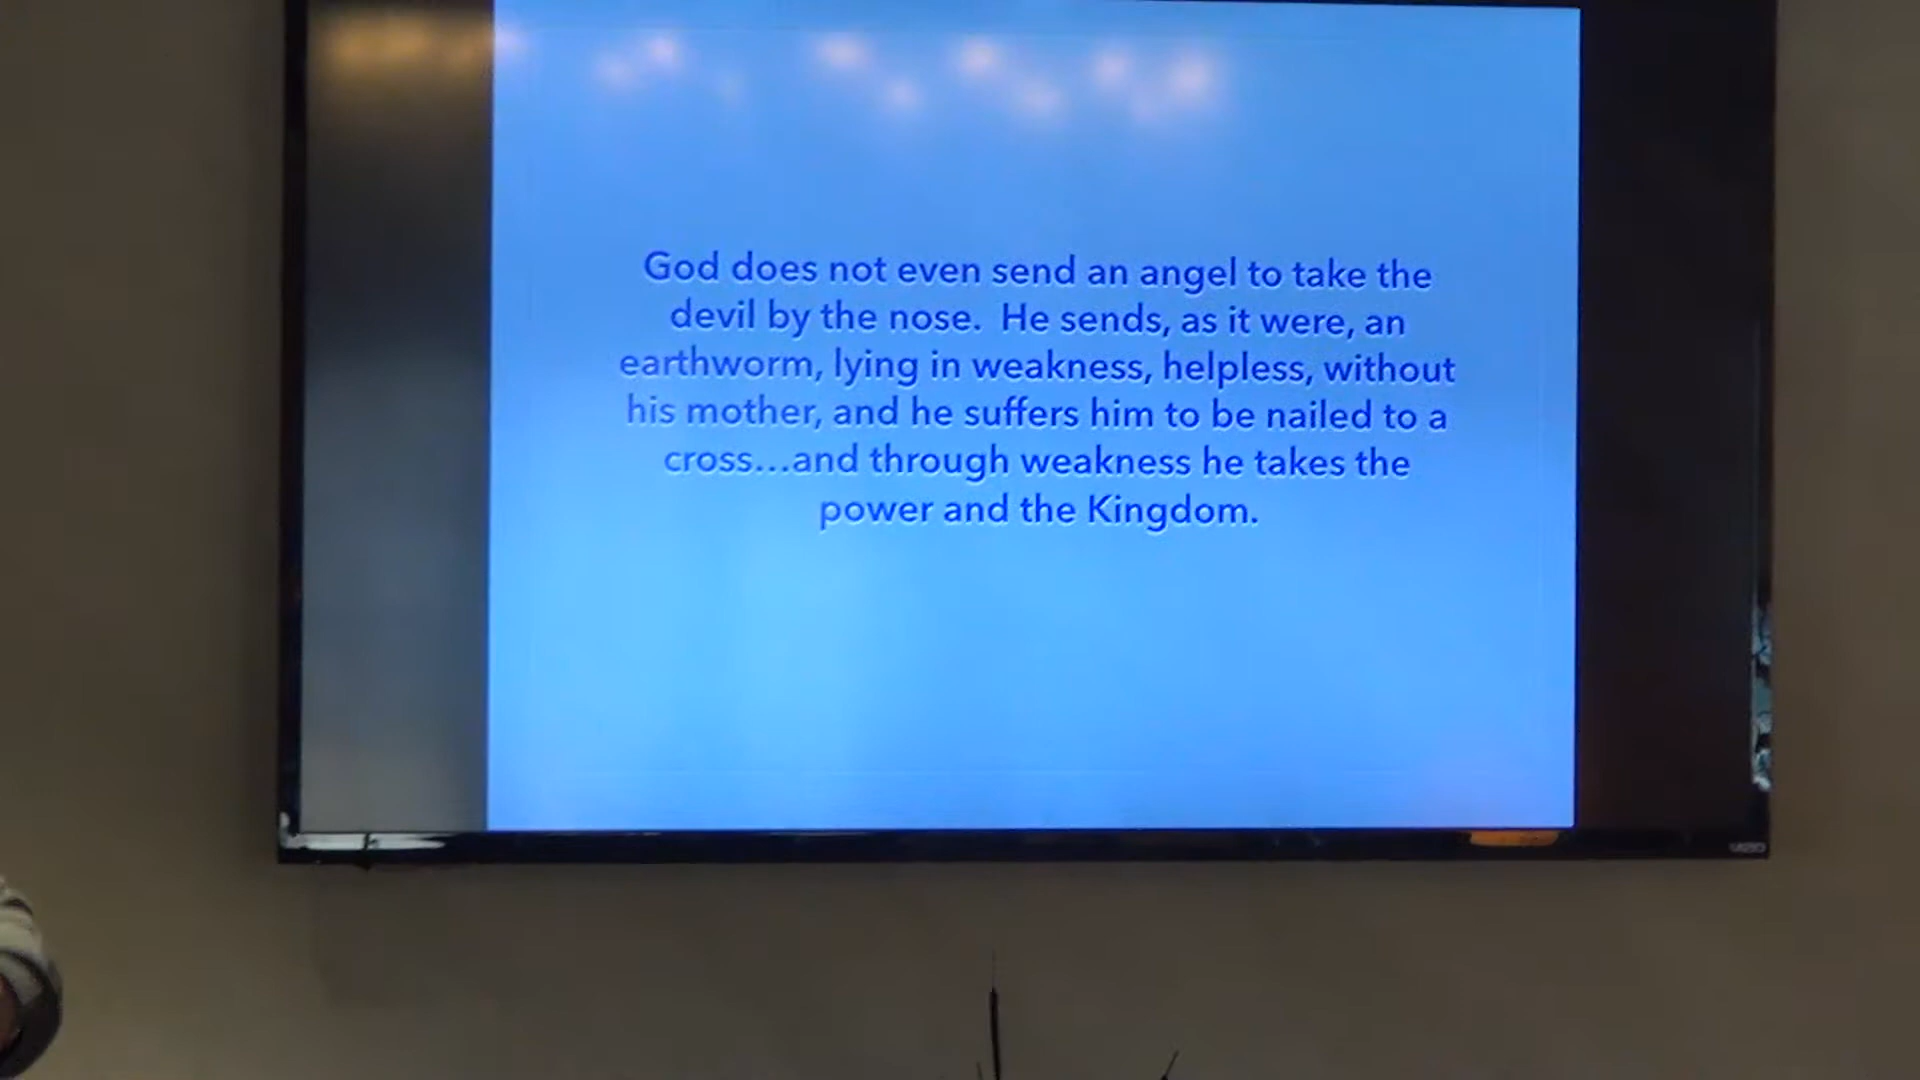 God does not even send an angel to take the
devil by the nose.  He sends, as it were, an
earthworm, lying in weakness, helpless, without
his mother, and he suffers him to be nailed to a
cross...and through weakness he takes the
power and the Kingdom.
VIZIO